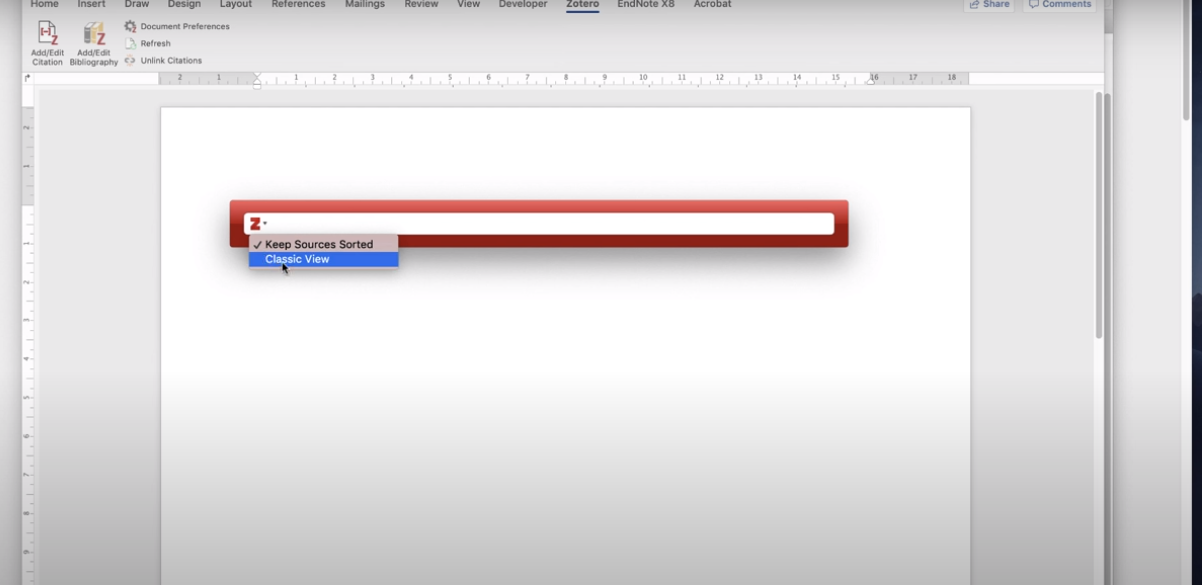 Home Insert Draw Design Layout References Mailings Review View Developer Zotero EndNote X8 Acrobat Share Comments
Add/Edit Citation
Add/Edit Bibliography
Document Preferences
Refresh
Unlink Citations
2 1 1 2 3 4 5 6 7 8 9 10 11 12 13 14 15 16 17 18
Z
✓ Keep Sources Sorted
Classic View